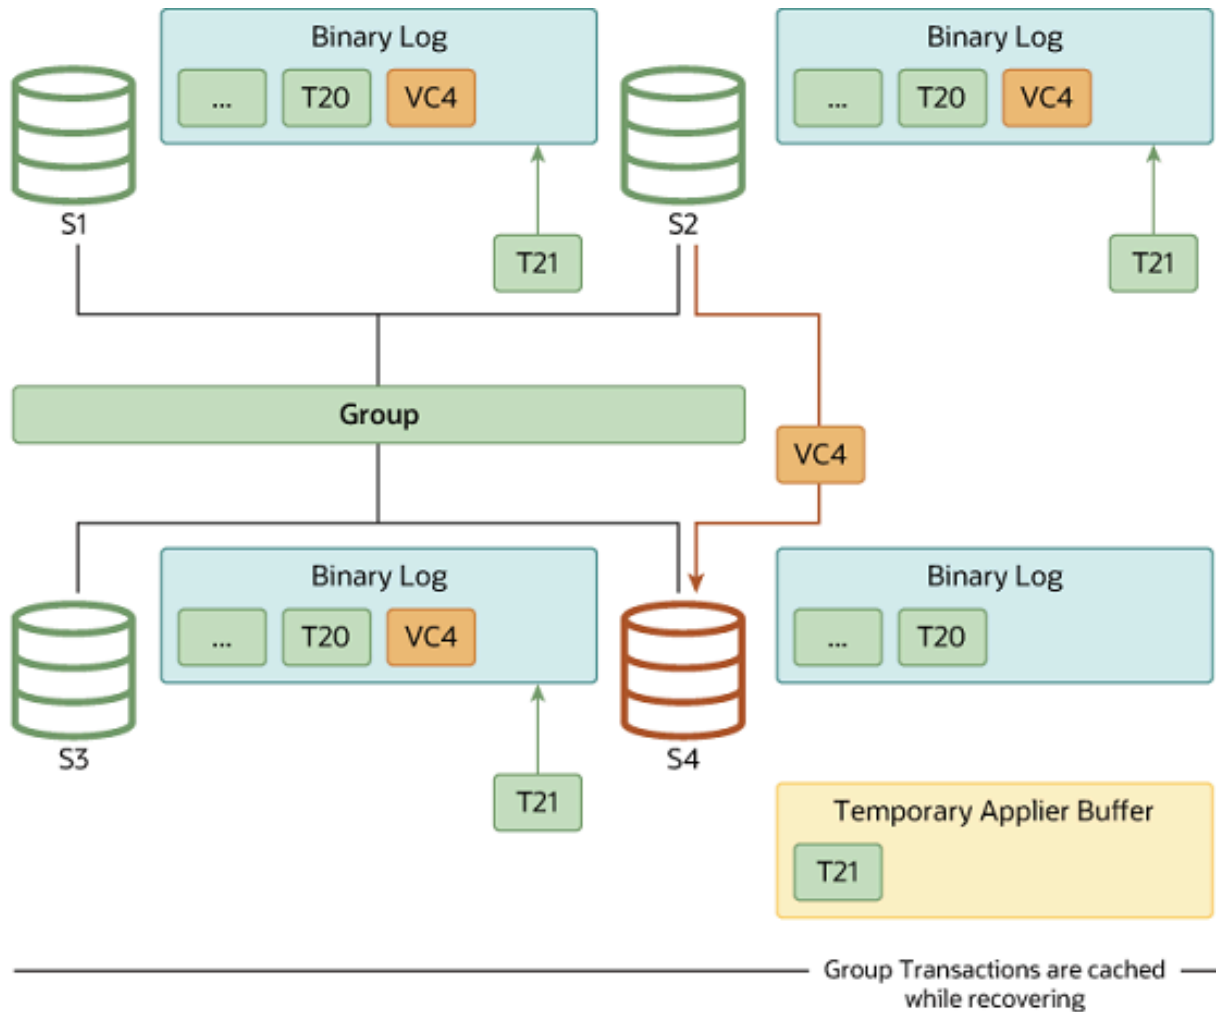 Binary Log
... T20 VC4
S1
T21
Binary Log
... T20 VC4
S2
T21
Group
VC4
Binary Log
... T20 VC4
S3
T21
Binary Log
... T20
S4
Temporary Applier Buffer
T21
Group Transactions are cached
while recovering